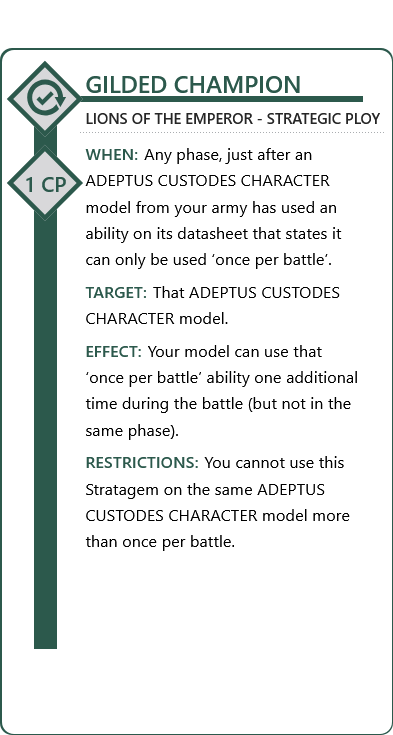 GILDED CHAMPION
LIONS OF THE EMPEROR - STRATEGIC PLOY
1 CP
WHEN: Any phase, just after an
ADEPTUS CUSTODES CHARACTER
model from your army has used an
ability on its datasheet that states it
can only be used ‘once per battle’.
TARGET: That ADEPTUS CUSTODES
CHARACTER model.
EFFECT: Your model can use that
‘once per battle’ ability one additional
time during the battle (but not in the
same phase).
RESTRICTIONS: You cannot use this
Stratagem on the same ADEPTUS
CUSTODES CHARACTER model more
than once per battle.